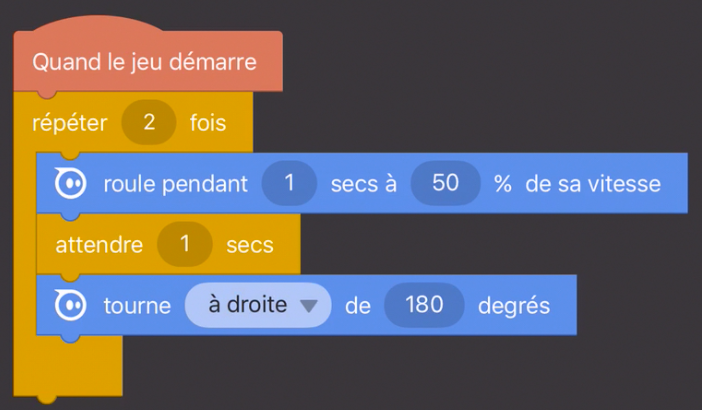 Quand le jeu démarre
répéter 2 fois
roule pendant 1 secs à 50 % de sa vitesse
attendre 1 secs
tourne à droite de 180 degrés